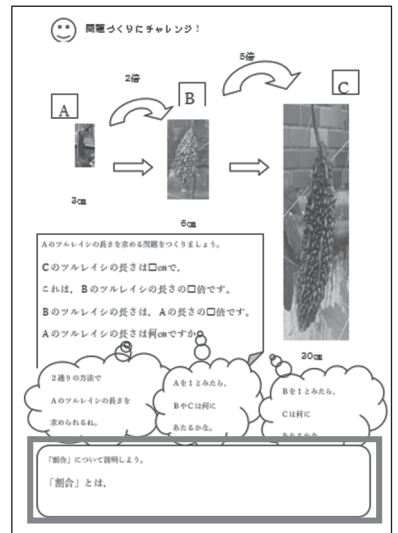 問題づくりにチャレンジ！
5倍
2倍
C
B
A
3cm
6cm
30cm
Aのツルレイシの長さを求める問題をつくりましょう。
Cのツルレイシの長さは□cmで、
これは、Bのツルレイシの長さの□倍です。
Bのツルレイシの長さは、Aの長さの□倍です。
Aのツルレイシの長さは何cmですか。
2通りの方法で
Aのツルレイシの長さを
求められるね。
Aを1とみたら、
BやCは何に
あたるかな。
Bを1とみたら、
Cは何に
あたるかな
「割合」について説明しよう。
「割合」とは、